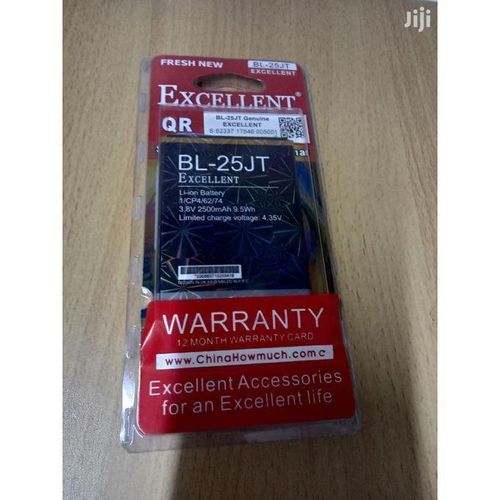 Jiji
FRESH NEW
BL-25JT
EXCELLENT
EXCELLENT®
QR
BL-25JT Genuine
EXCELLENT
BL-25JT
EXCELLENT
Li-ion Battery
1/CP4/62/74
3.8V 2500mAh 9.5Wh
Limited charge voltage: 4.35V
WARRANTY
12 MONTH WARRANTY CARD
www.ChinaHowmuch.com
Excellent Accessories
for an Excellent life